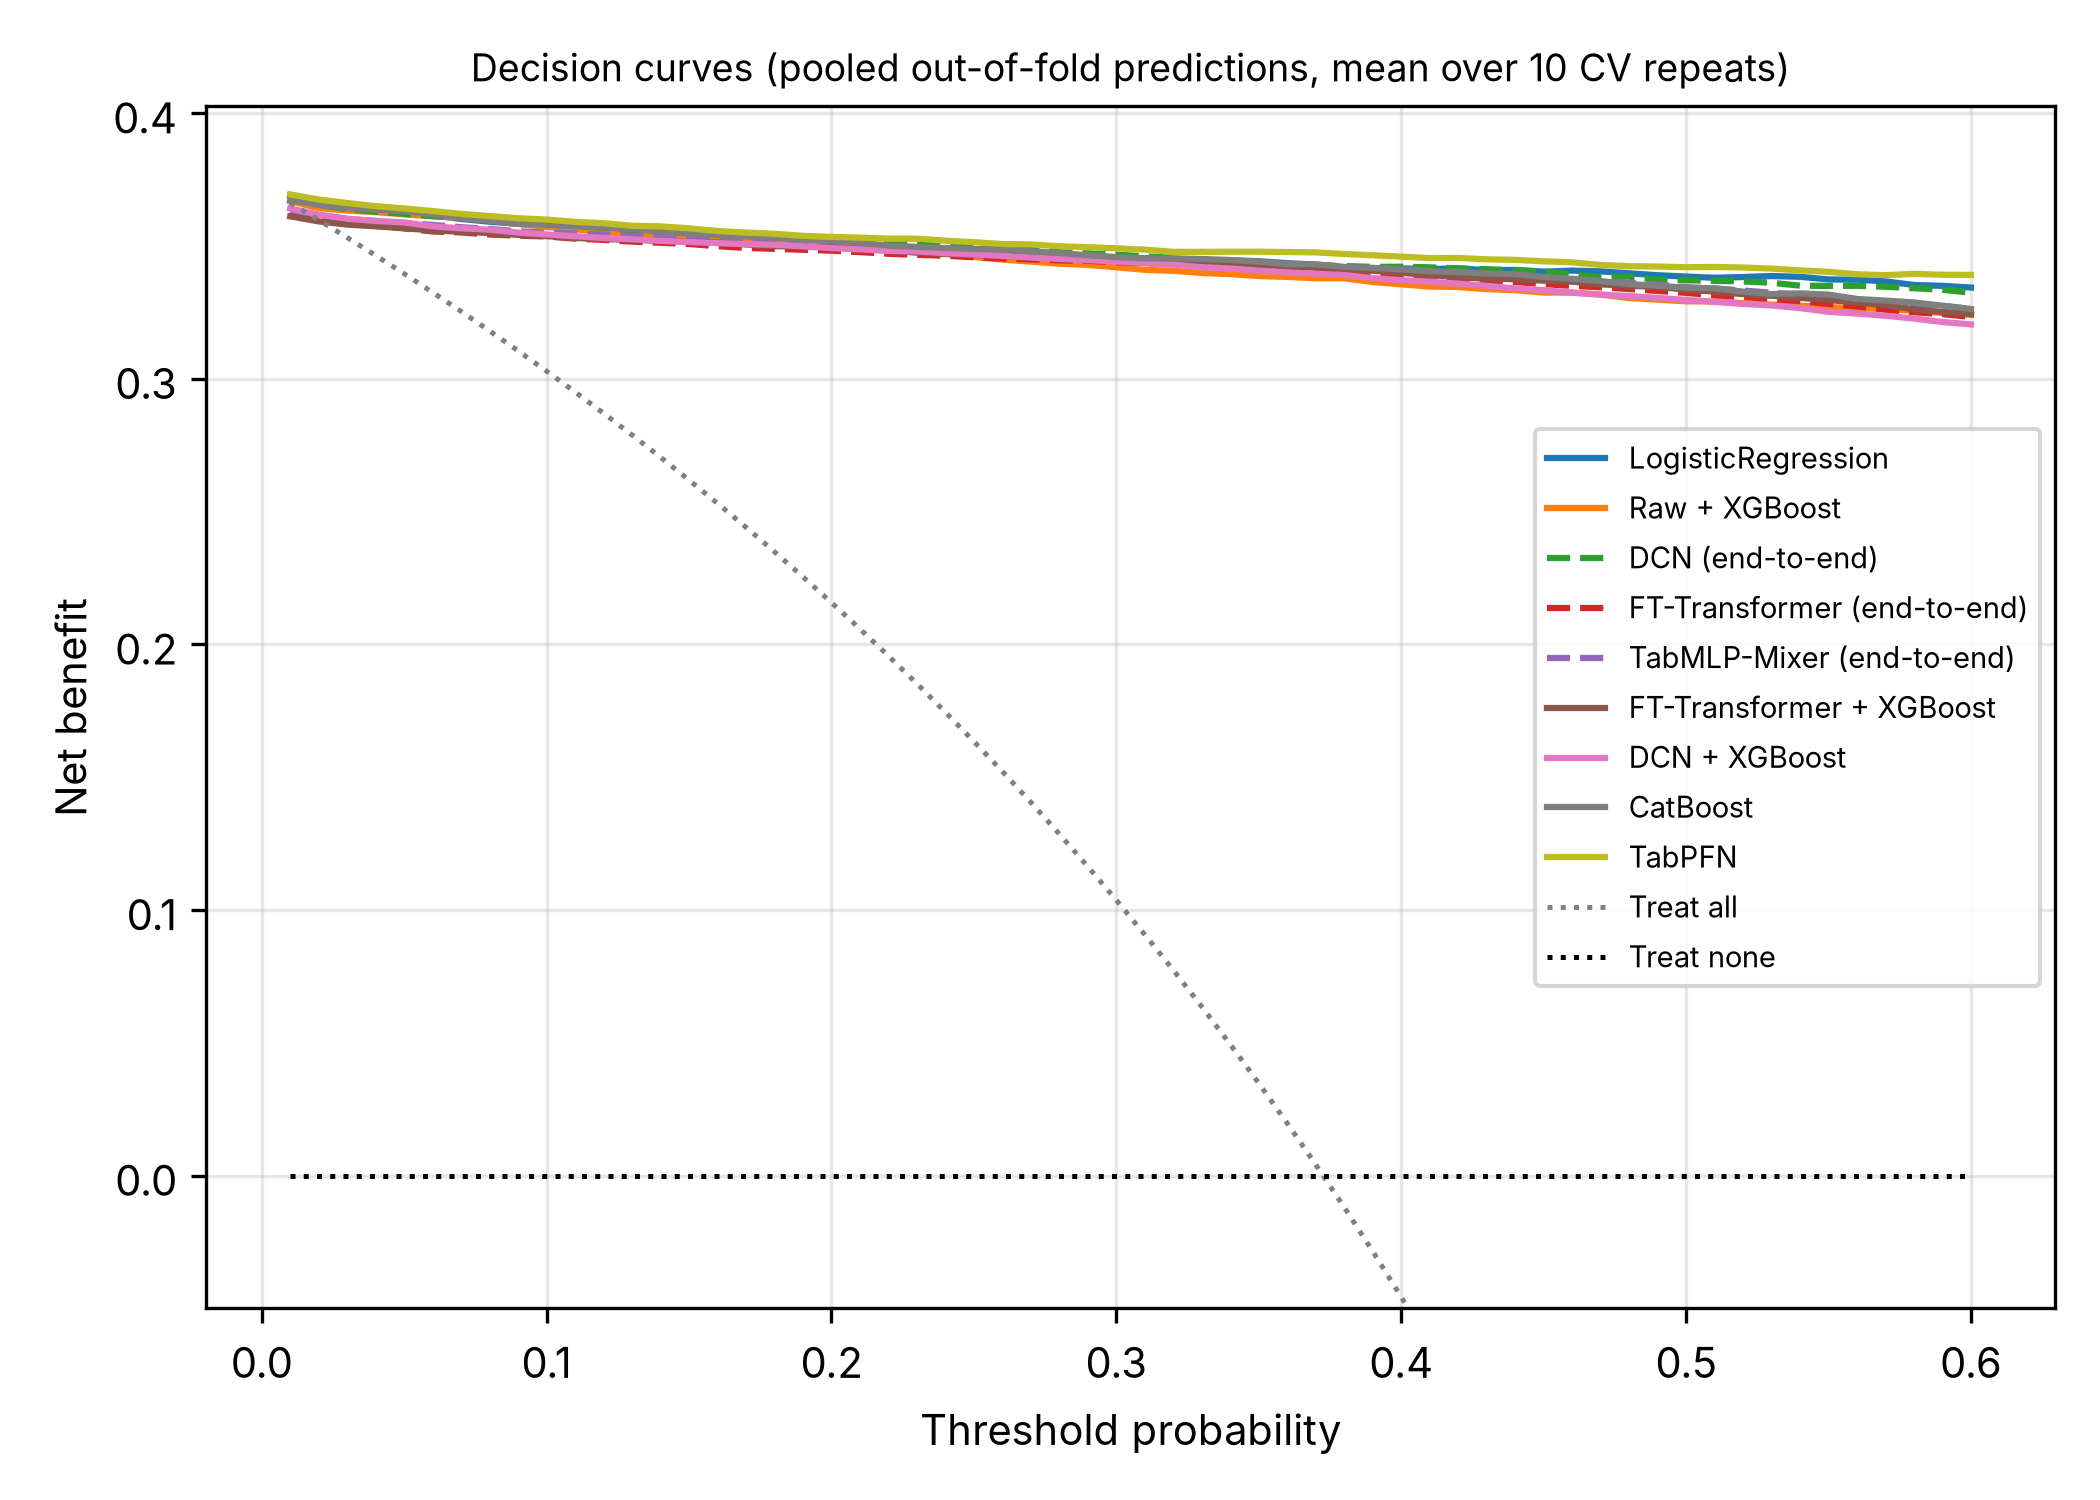 Decision curves (pooled out-of-fold predictions, mean over 10 CV repeats)
0.4
0.3
0.2
0.1
0.0
Net benefit
LogisticRegression
Raw + XGBoost
DCN (end-to-end)
FT-Transformer (end-to-end)
TabMLP-Mixer (end-to-end)
FT-Transformer + XGBoost
DCN + XGBoost
CatBoost
TabPFN
Treat all
Treat none
0.0 0.1 0.2 0.3 0.4 0.5 0.6
Threshold probability